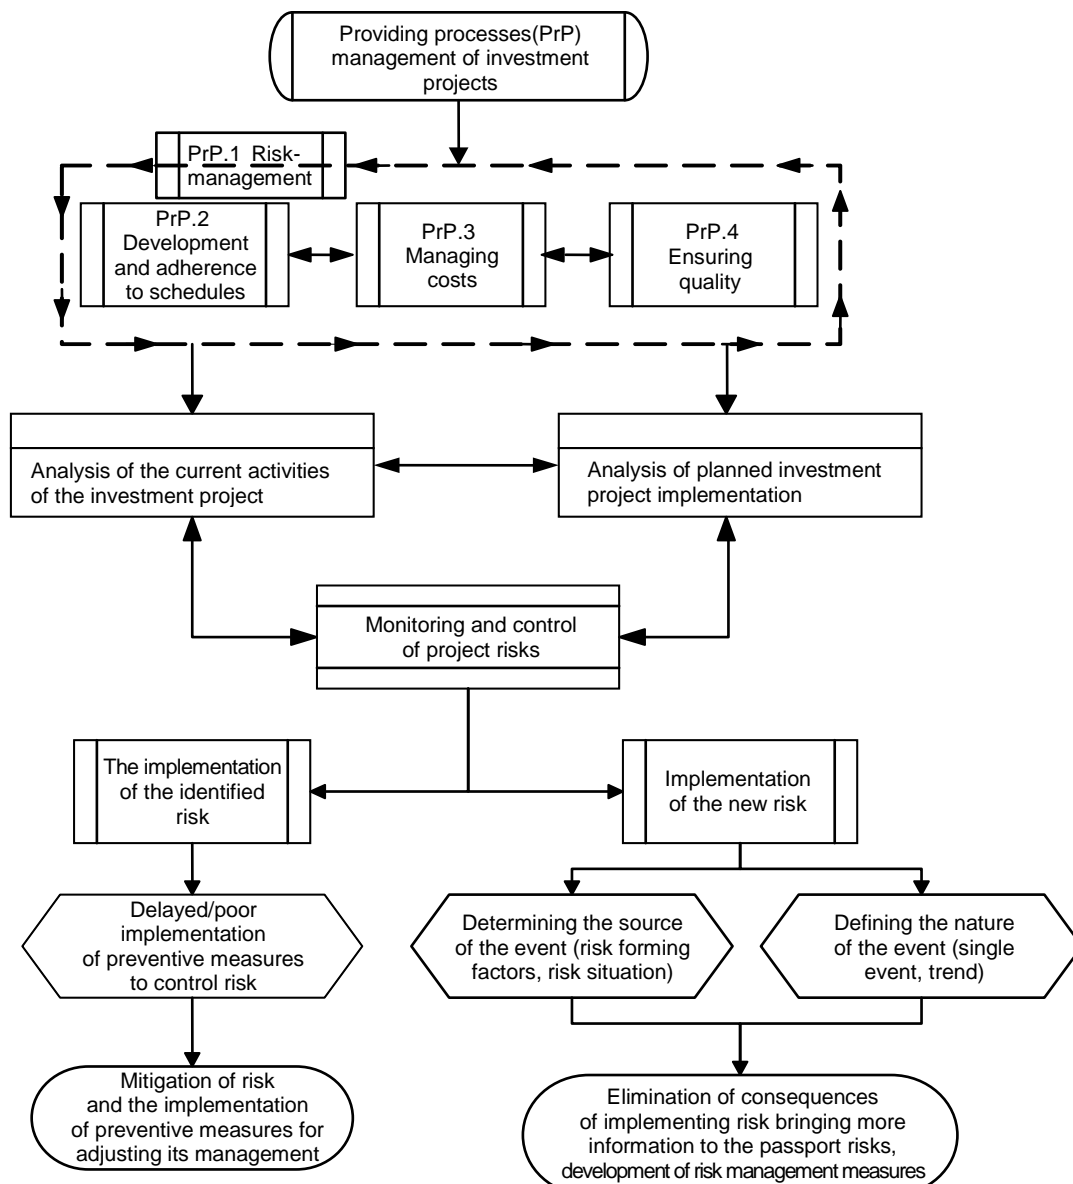 Providing processes(PrP)
management of investment
projects
PrP.1 Risk-
management
PrP.2
Development
and adherence
to schedules
PrP.3
Managing
costs
PrP.4
Ensuring
quality
Analysis of the current activities
of the investment project
Analysis of planned investment
project implementation
Monitoring and control
of project risks
The implementation
of the identified
risk
Implementation
of the new risk
Delayed/poor
implementation
of preventive measures
to control risk
Determining the source
of the event (risk forming
factors, risk situation)
Defining the nature
of the event (single
event, trend)
Mitigation of risk
and the implementation
of preventive measures for
adjusting its management
Elimination of consequences
of implementing risk bringing more
information to the passport risks,
development of risk management measures